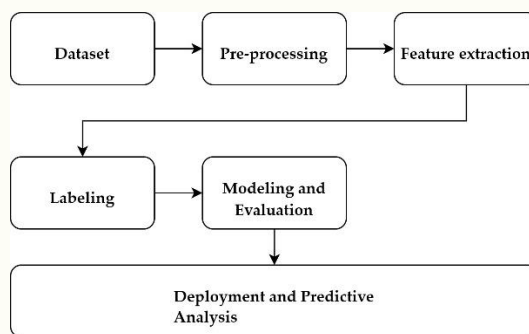 Dataset
Pre-processing
Feature extraction
Labeling
Modeling and
Evaluation
Deployment and Predictive
Analysis